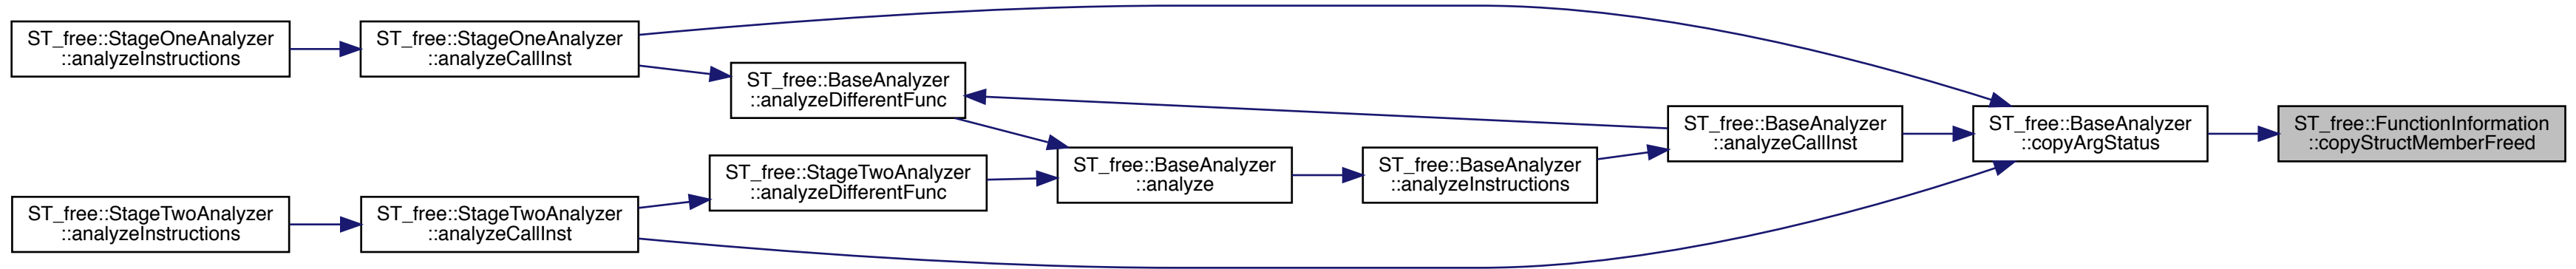 ST_free::StageOneAnalyzer
::analyzeInstructions
ST_free::StageOneAnalyzer
::analyzeCallInst
ST_free::BaseAnalyzer
::analyzeDifferentFunc
ST_free::BaseAnalyzer
::analyzeCallInst
ST_free::BaseAnalyzer
::copyArgStatus
ST_free::FunctionInformation
::copyStructMemberFreed
ST_free::StageTwoAnalyzer
::analyzeDifferentFunc
ST_free::BaseAnalyzer
::analyze
ST_free::BaseAnalyzer
::analyzeInstructions
ST_free::StageTwoAnalyzer
::analyzeInstructions
ST_free::StageTwoAnalyzer
::analyzeCallInst